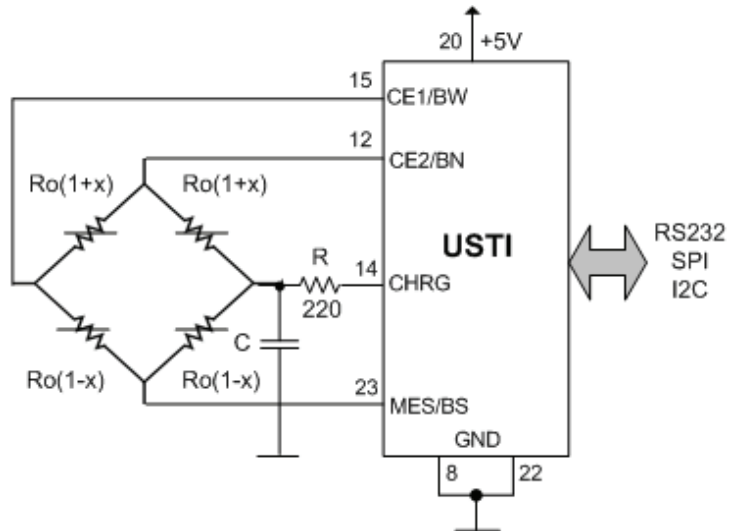 20
+5V
15
CE1/BW
12
CE2/BN
Ro(1+x)
Ro(1+x)
USTI
R
14
CHRG
220
RS232
SPI
I2C
C
Ro(1-x)
Ro(1-x)
23
MES/BS
GND
8
22